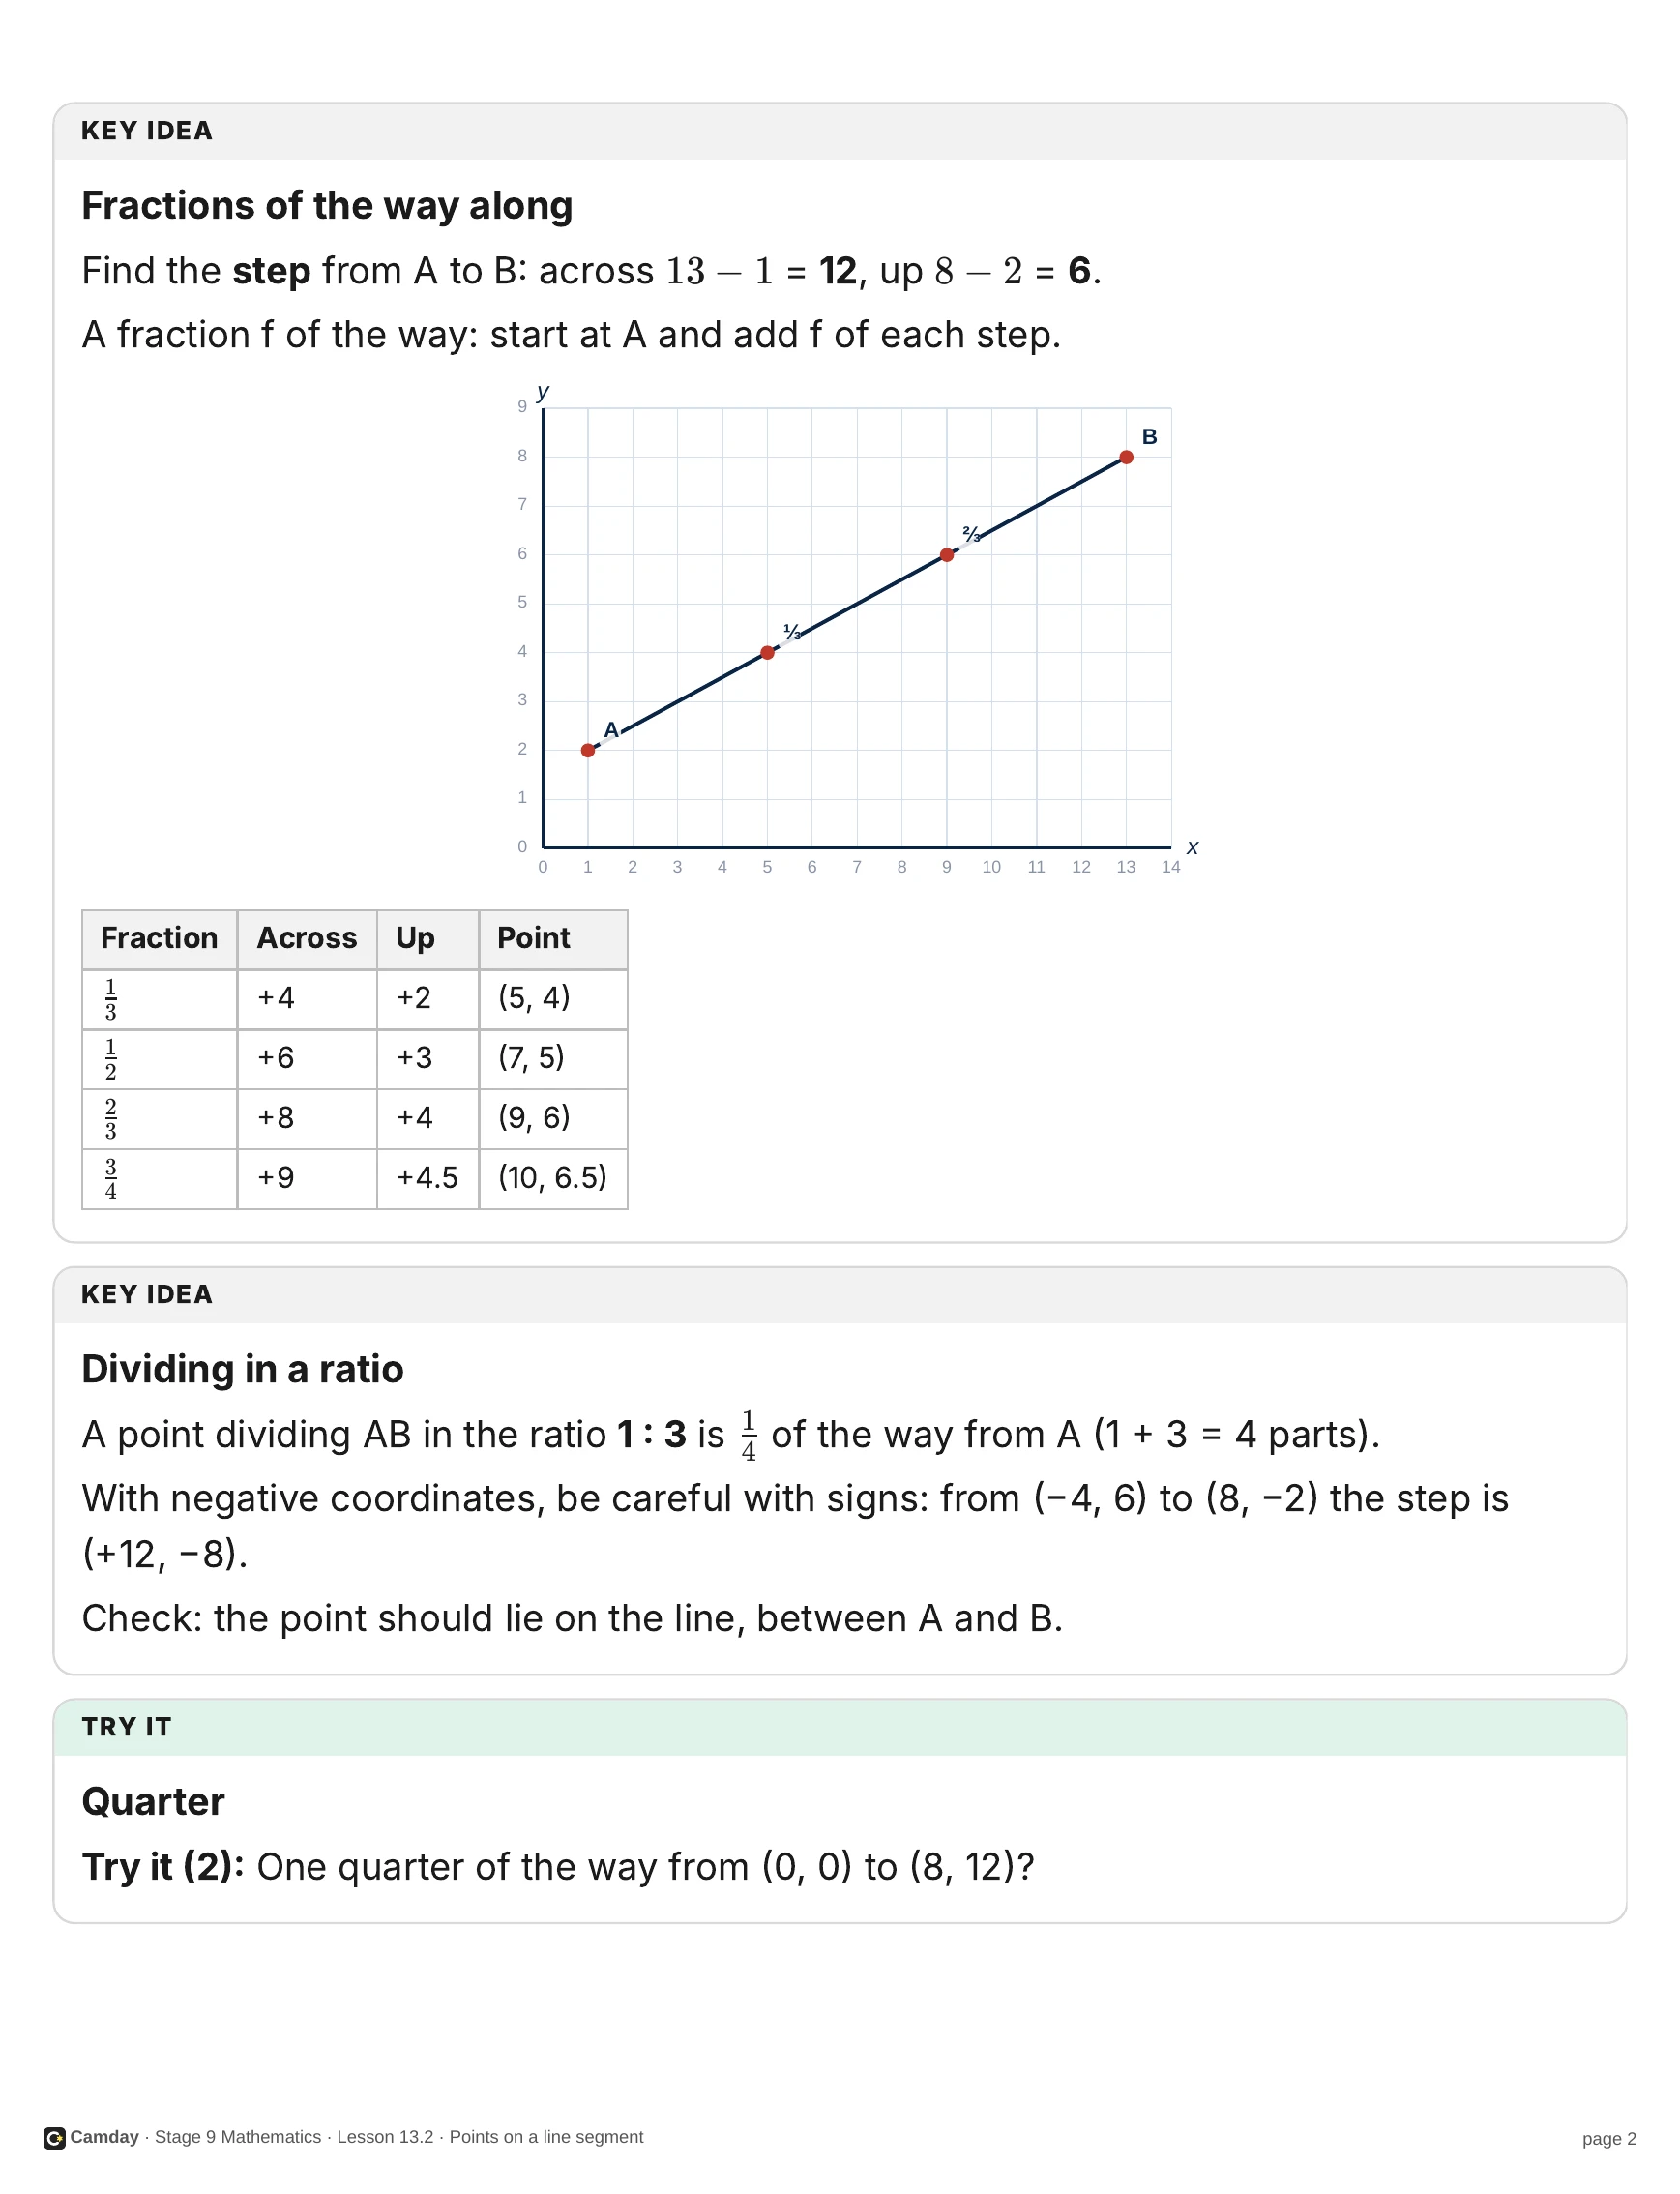 KEY IDEA
Fractions of the way along
Find the step from A to B: across 13 − 1 = 12, up 8 − 2 = 6.
A fraction f of the way: start at A and add f of each step.
y
9
8
7
6
5
4
3
2
1
0
B
⅔
⅓
A
x
0 1 2 3 4 5 6 7 8 9 10 11 12 13 14
Fraction Across Up Point
1/3 +4 +2 (5, 4)
1/2 +6 +3 (7, 5)
2/3 +8 +4 (9, 6)
3/4 +9 +4.5 (10, 6.5)
KEY IDEA
Dividing in a ratio
A point dividing AB in the ratio 1 : 3 is 1/4 of the way from A (1 + 3 = 4 parts).
With negative coordinates, be careful with signs: from (−4, 6) to (8, −2) the step is
(+12, −8).
Check: the point should lie on the line, between A and B.
TRY IT
Quarter
Try it (2): One quarter of the way from (0, 0) to (8, 12)?
Camday · Stage 9 Mathematics · Lesson 13.2 · Points on a line segment
page 2